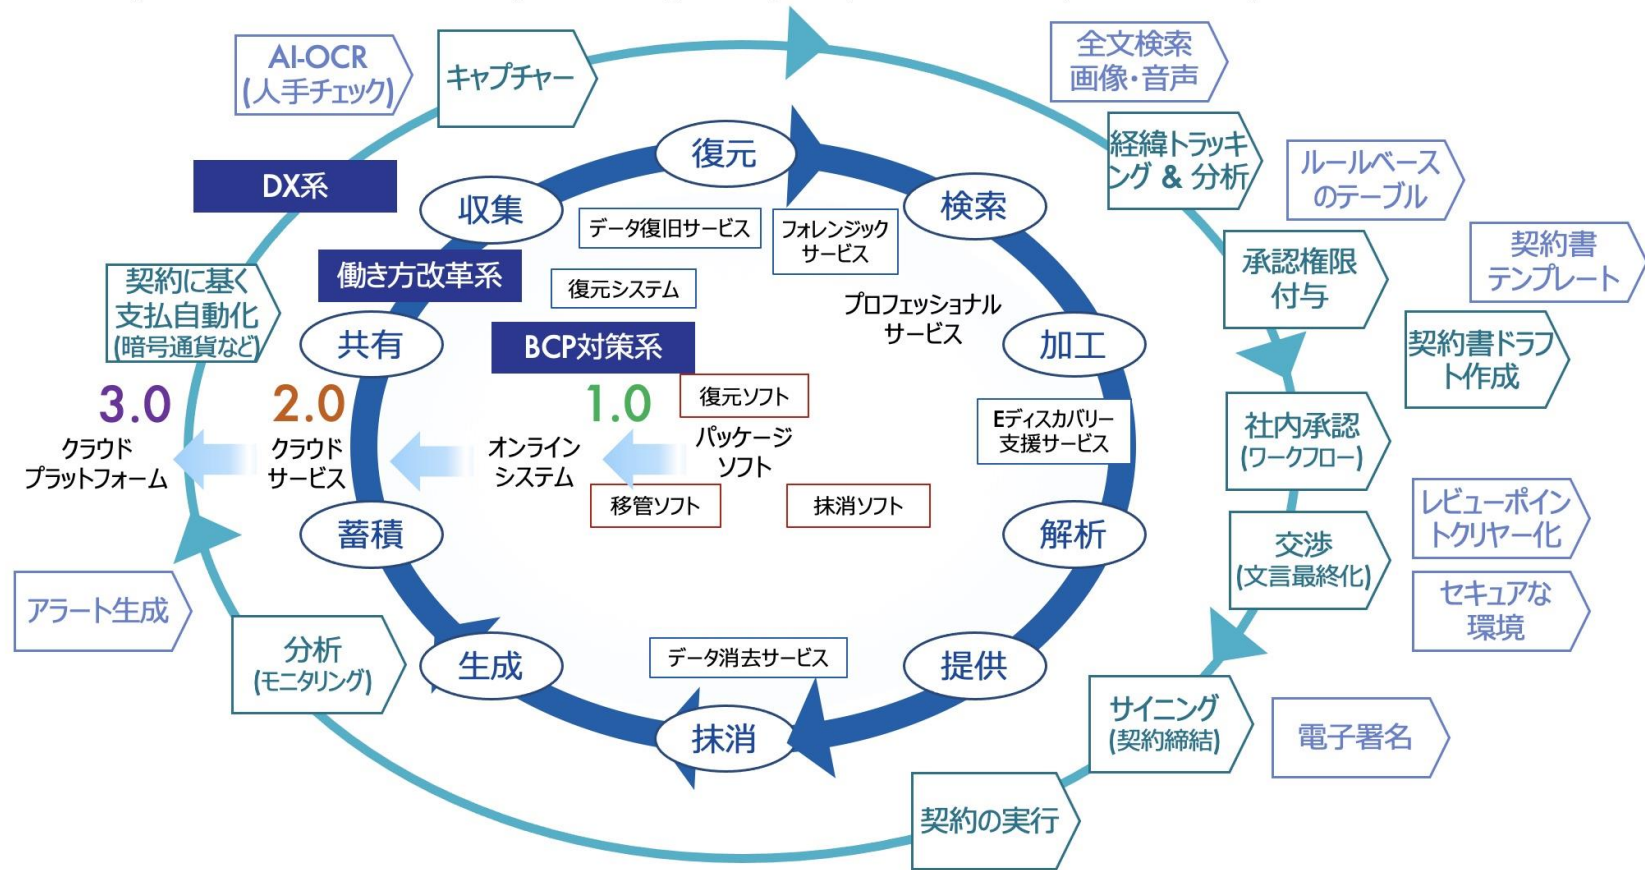 AI-OCR
(人手チェック)
キャプチャー
全文検索
画像・音声
経緯トラッキ
ング & 分析
ルールベース
のテーブル
DX系
復元
収集
検索
データ復旧サービス
フォレンジック
サービス
契約書
テンプレート
承認権限
付与
働き方改革系
契約に基く
支払自動化
(暗号通貨など)
復元システム
プロフェッショナル
サービス
共有
BCP対策系
加工
契約書ドラフ
ト作成
3.0
2.0
1.0
復元ソフト
クラウド
プラットフォーム
クラウド
サービス
オンライン
システム
パッケージ
ソフト
Eディスカバリー
支援サービス
社内承認
(ワークフロー)
移管ソフト
抹消ソフト
蓄積
解析
レビューポイン
トクリヤー化
交渉
(文言最終化)
アラート生成
セキュアな
環境
分析
(モニタリング)
生成
データ消去サービス
提供
抹消
サイニング
(契約締結)
電子署名
契約の実行